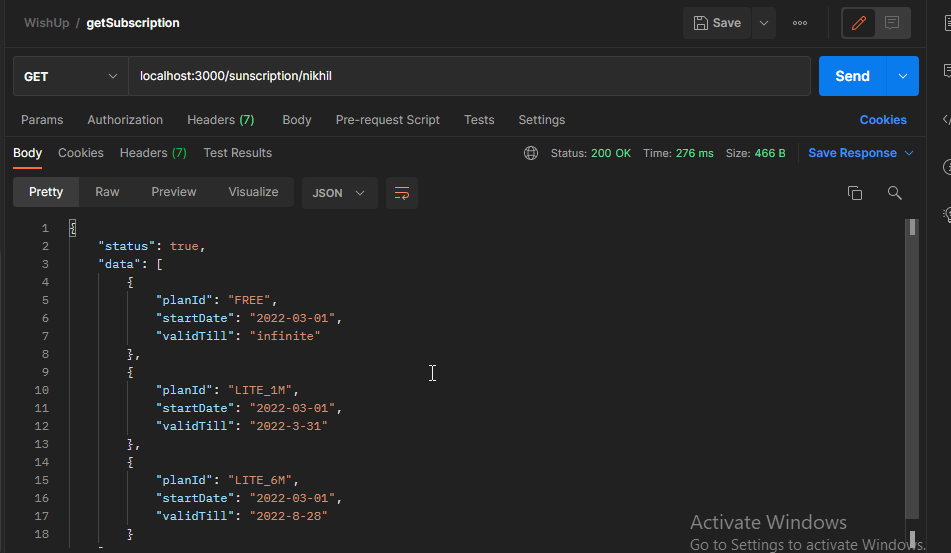 WishUp / getSubscription
Save
GET
localhost:3000/sunscription/nikhil
Send
Params Authorization Headers (7) Body Pre-request Script Tests Settings Cookies
Body Cookies Headers (7) Test Results Status: 200 OK Time: 276 ms Size: 466 B Save Response
Pretty Raw Preview Visualize JSON
1 {
2 "status": true,
3 "data": [
4 {
5 "planId": "FREE",
6 "startDate": "2022-03-01",
7 "validTill": "infinite"
8 },
9 {
10 "planId": "LITE_1M",
11 "startDate": "2022-03-01",
12 "validTill": "2022-3-31"
13 },
14 {
15 "planId": "LITE_6M",
16 "startDate": "2022-03-01",
17 "validTill": "2022-8-28"
18 }
Activate Windows
Go to Settings to activate Windows.